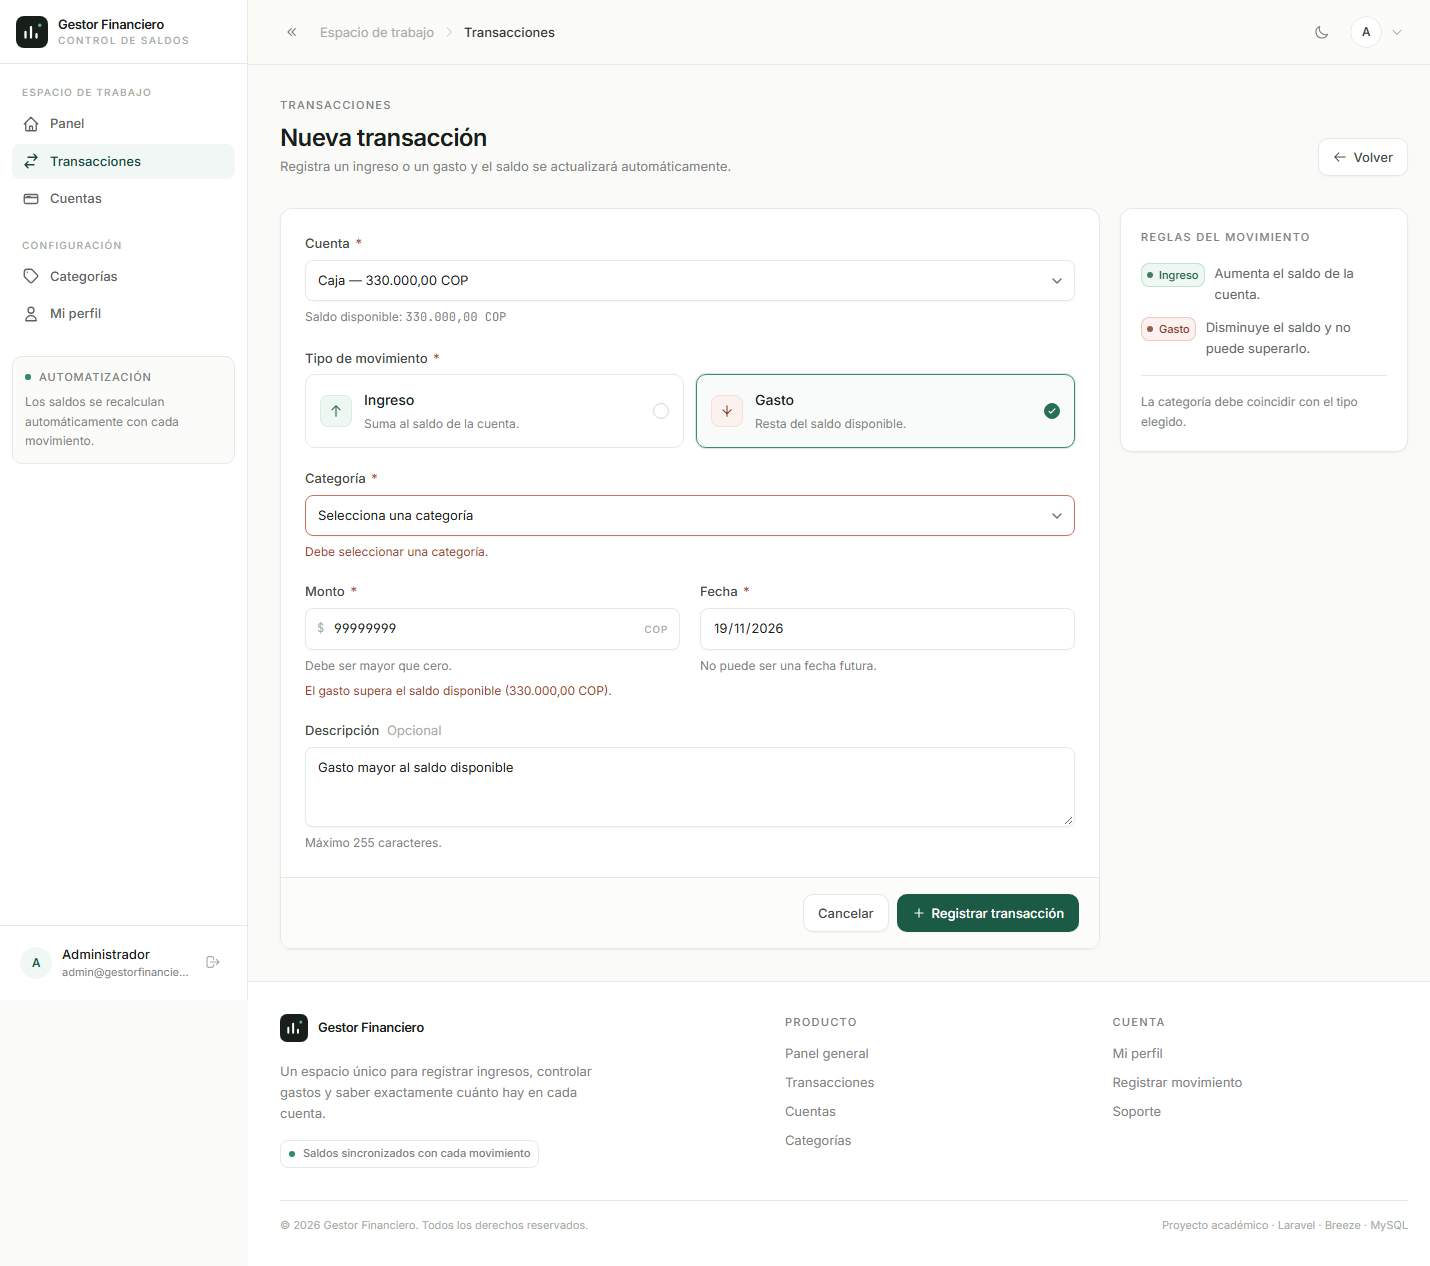 Gestor Financiero
CONTROL DE SALDOS
ESPACIO DE TRABAJO
Panel
Transacciones
Cuentas
CONFIGURACIÓN
Categorías
Mi perfil
AUTOMATIZACIÓN
Los saldos se recalculan
automáticamente con cada
movimiento.
A
Administrador
admin@gestorfinancie...
Espacio de trabajo
Transacciones
A
TRANSACCIONES
Nueva transacción
Registra un ingreso o un gasto y el saldo se actualizará automáticamente.
Volver
Cuenta *
Caja — 330.000,00 COP
Saldo disponible: 330.000,00 COP
Tipo de movimiento *
Ingreso
Suma al saldo de la cuenta.
Gasto
Resta del saldo disponible.
Categoría *
Selecciona una categoría
Debe seleccionar una categoría.
Monto *
$ 99999999 COP
Debe ser mayor que cero.
El gasto supera el saldo disponible (330.000,00 COP).
Fecha *
19/11/2026
No puede ser una fecha futura.
Descripción Opcional
Gasto mayor al saldo disponible
Máximo 255 caracteres.
Cancelar
+ Registrar transacción
REGLAS DEL MOVIMIENTO
Ingreso
Aumenta el saldo de la
cuenta.
Gasto
Disminuye el saldo y no
puede superarlo.
La categoría debe coincidir con el tipo
elegido.
Gestor Financiero
Un espacio único para registrar ingresos, controlar
gastos y saber exactamente cuánto hay en cada
cuenta.
Saldos sincronizados con cada movimiento
PRODUCTO
Panel general
Transacciones
Cuentas
Categorías
CUENTA
Mi perfil
Registrar movimiento
Soporte
© 2026 Gestor Financiero. Todos los derechos reservados.
Proyecto académico · Laravel · Breeze · MySQL